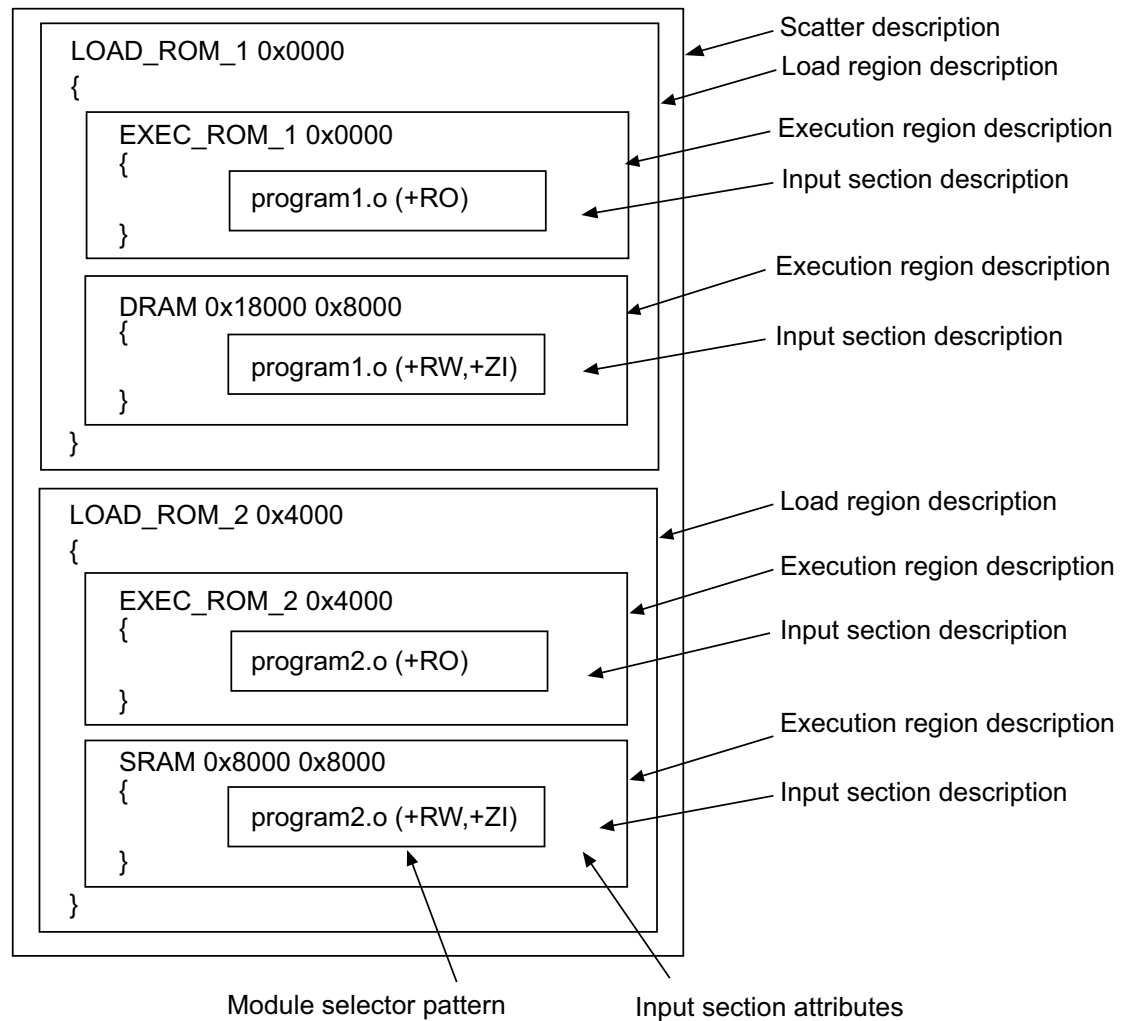 Scatter description
LOAD_ROM_1 0x0000
Load region description
{
EXEC_ROM_1 0x0000
Execution region description
{
program1.o (+RO)
Input section description
}
Execution region description
DRAM 0x18000 0x8000
{
Input section description
program1.o (+RW,+ZI)
}
}
Load region description
LOAD_ROM_2 0x4000
{
Execution region description
EXEC_ROM_2 0x4000
{
Input section description
program2.o (+RO)
}
Execution region description
SRAM 0x8000 0x8000
{
Input section description
program2.o (+RW,+ZI)
}
}
Module selector pattern
Input section attributes